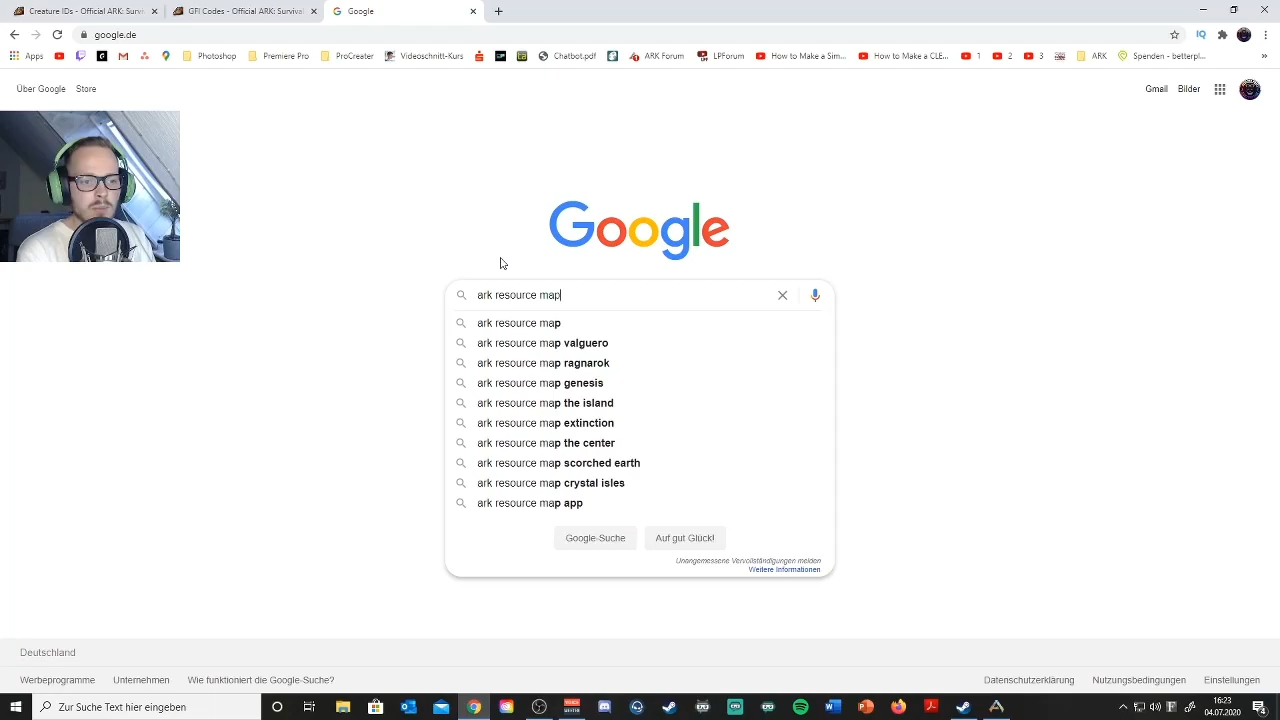 Creature IDs - Official ARK: Surviv
GFI Codes - Official ARK: Survival
Google
google.de
Apps
Photoshop
Premiere Pro
ProCreater
Videoschnitt-Kurs
Chatbot.pdf
ARK Forum
LPForum
How to Make a Sim...
How to Make a CLE...
1
2
3
ARK
Spenden - betterpl...
Über Google
Store
Gmail
Bilder
Google
ark resource map
ark resource map
ark resource map valguero
ark resource map ragnarok
ark resource map genesis
ark resource map the island
ark resource map extinction
ark resource map the center
ark resource map scorched earth
ark resource map crystal isles
ark resource map app
Google-Suche
Auf gut Glück!
Unangemessene Vervollständigungen melden
Weitere Informationen
Deutschland
Werbeprogramme
Unternehmen
Wie funktioniert die Google-Suche?
Datenschutzerklärung
Nutzungsbedingungen
Einstellungen
Zur Suche Text hier eingeben
16:23
04.07.2020